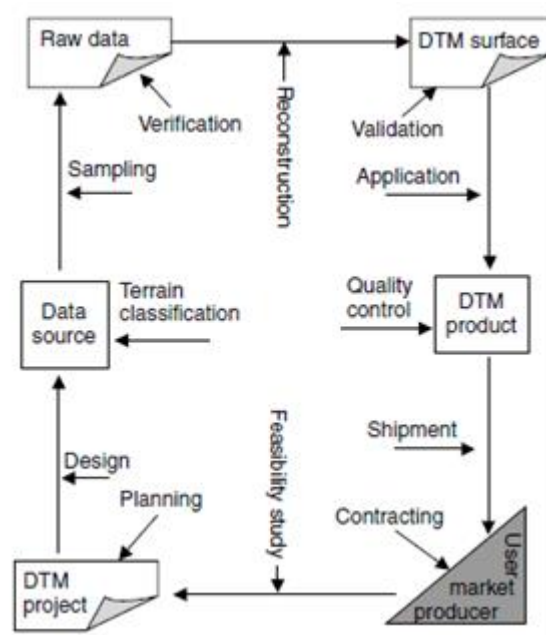 Raw data
DTM surface
Verification
Reconstruction
Validation
Sampling
Application
Data
source
Terrain
classification
Quality
control
DTM
product
Design
Planning
Feasibility study
Shipment
Contracting
DTM
project
User
market
producer